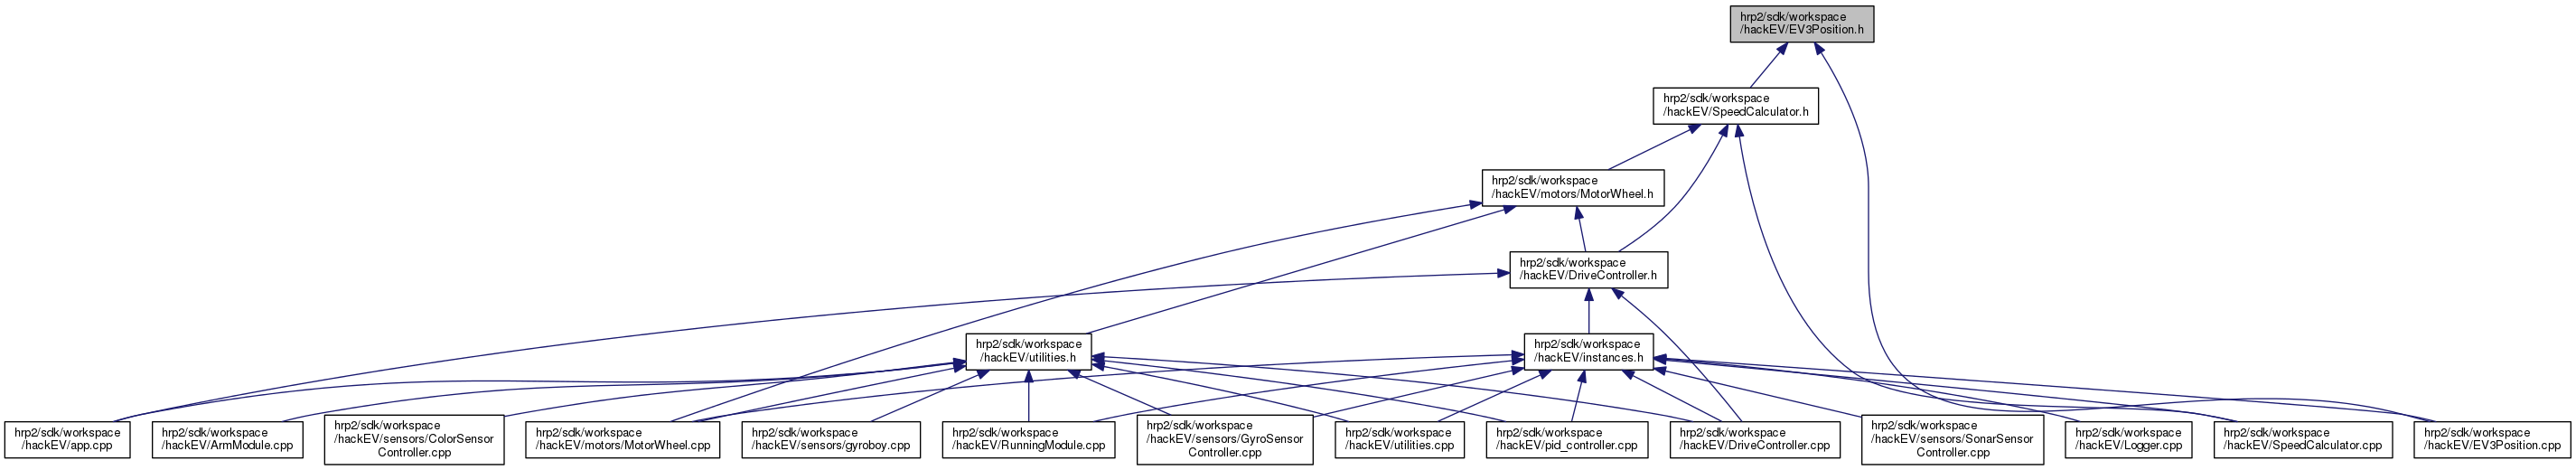 hrp2/sdk/workspace
/hackEV/EV3Position.h
hrp2/sdk/workspace
/hackEV/SpeedCalculator.h
hrp2/sdk/workspace
/hackEV/motors/MotorWheel.h
hrp2/sdk/workspace
/hackEV/DriveController.h
hrp2/sdk/workspace
/hackEV/utilities.h
hrp2/sdk/workspace
/hackEV/instances.h
hrp2/sdk/workspace
/hackEV/app.cpp
hrp2/sdk/workspace
/hackEV/ArmModule.cpp
hrp2/sdk/workspace
/hackEV/sensors/ColorSensor
Controller.cpp
hrp2/sdk/workspace
/hackEV/motors/MotorWheel.cpp
hrp2/sdk/workspace
/hackEV/sensors/gyroboy.cpp
hrp2/sdk/workspace
/hackEV/RunningModule.cpp
hrp2/sdk/workspace
/hackEV/sensors/GyroSensor
Controller.cpp
hrp2/sdk/workspace
/hackEV/utilities.cpp
hrp2/sdk/workspace
/hackEV/pid_controller.cpp
hrp2/sdk/workspace
/hackEV/DriveController.cpp
hrp2/sdk/workspace
/hackEV/sensors/SonarSensor
Controller.cpp
hrp2/sdk/workspace
/hackEV/Logger.cpp
hrp2/sdk/workspace
/hackEV/SpeedCalculator.cpp
hrp2/sdk/workspace
/hackEV/EV3Position.cpp